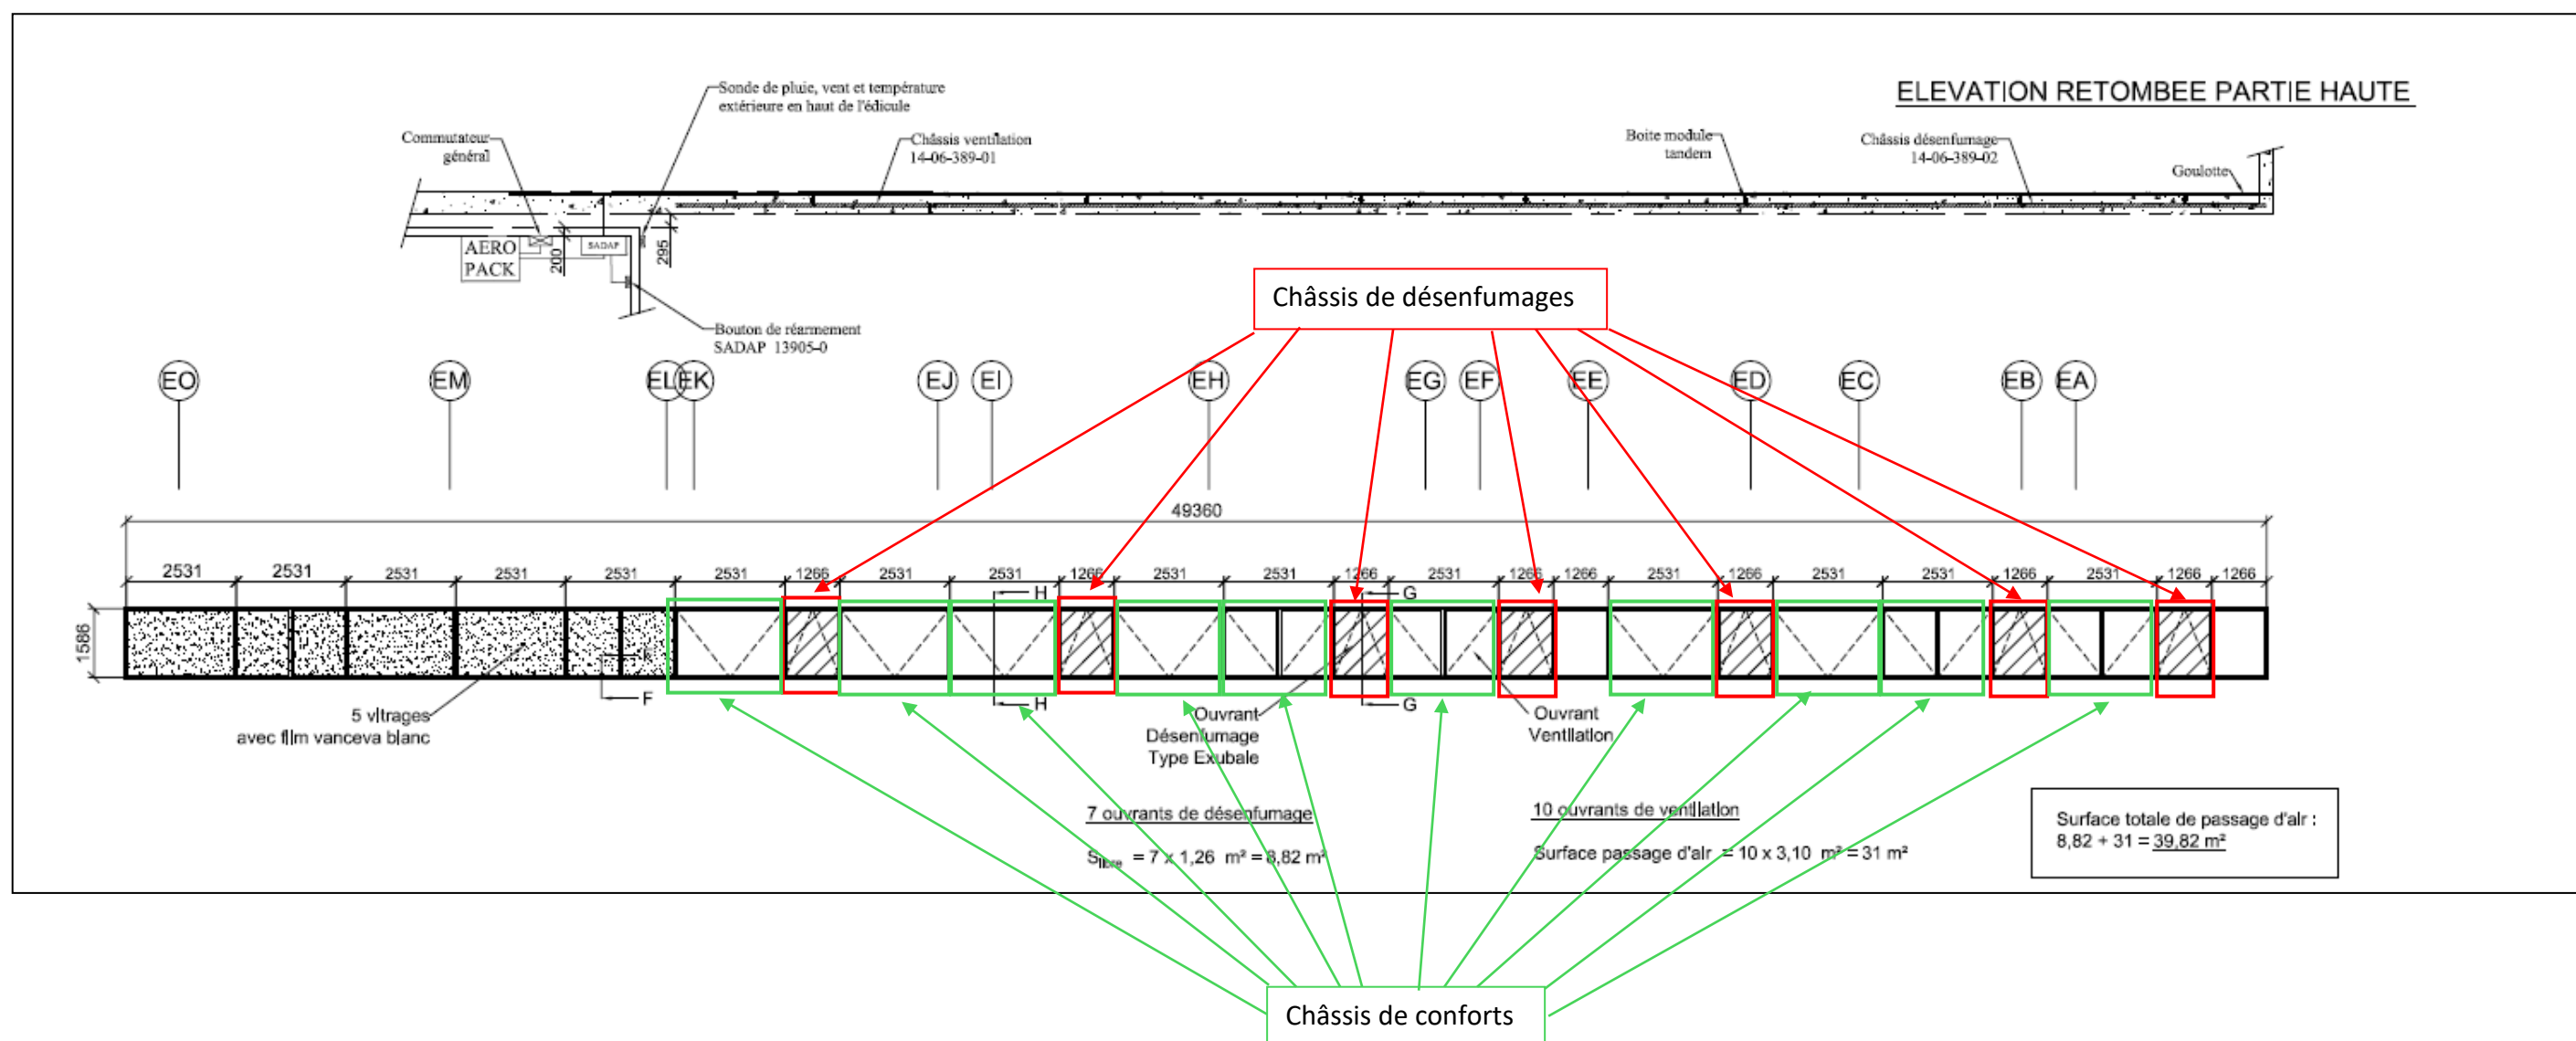 ELEVATION RETOMBEE PARTIE HAUTE
Sonde de pluie, vent et température
extérieure en haut de l'édicule
Commutateur
général
Châssis ventilation
14-06-389-01
Boite module
tandem
Châssis désenfumage
14-06-389-02
Goulotte
AERO
PACK
200
SADAP
295
Bouton de réarmement
SADAP 13905-0
Châssis de désenfumages
EO EM EL EK EJ EI EH EG EF EE ED EC EB EA
49360
2531 2531 2531 2531 2531 2531 1266 2531 2531 1266 2531 2531 1266 2531 1266 1266 2531 1266 2531 2531 1266 2531 1266 1266
H G
1586
F
H G
5 vitrages
avec film vanceva blanc
Ouvrant
Désenfumage
Type Exubale
Ouvrant
Ventilation
7 ouvrants de désenfumage
Slibre = 7 x 1,26 m² = 8,82 m²
10 ouvrants de ventilation
Surface passage d'air = 10 x 3,10 m² = 31 m²
Surface totale de passage d'air :
8,82 + 31 = 39,82 m²
Châssis de conforts